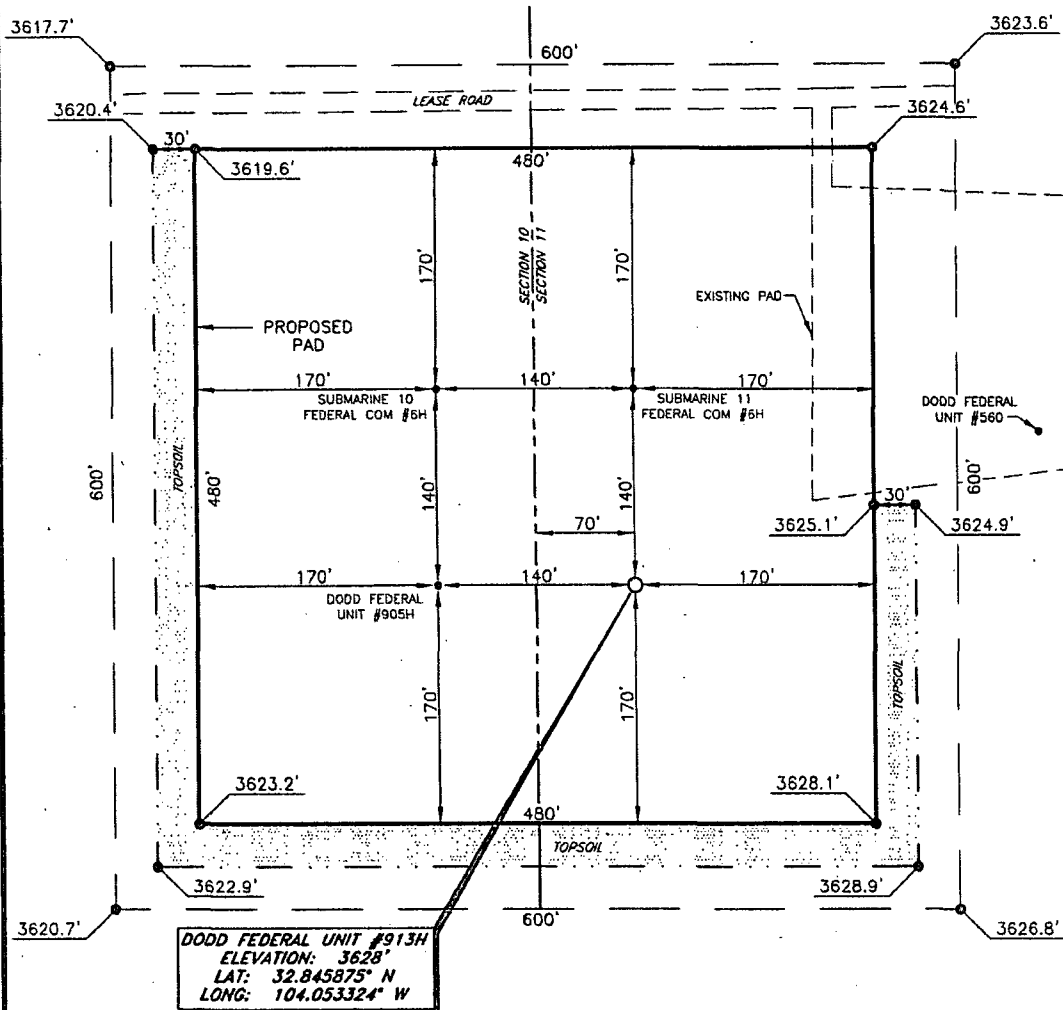 3617.7'
3623.6'
600'
LEASE ROAD
3620.4'
3624.6'
30'
3619.6'
480'
170'
170'
SECTION 10
SECTION 11
EXISTING PAD
PROPOSED
PAD
170'
140'
170'
SUBMARINE 10
FEDERAL COM #6H
SUBMARINE 11
FEDERAL COM #6H
DODD FEDERAL
UNIT #560
TOPSOIL
600'
480'
140'
140'
600'
30'
3625.1'
3624.9'
70'
170'
140'
170'
DODD FEDERAL
UNIT #905H
TOPSOIL
170'
170'
3623.2'
3628.1'
480'
TOPSOIL
3622.9'
3628.9'
3620.7'
600'
3626.8'
DODD FEDERAL UNIT #913H
ELEVATION: 3628'
LAT: 32.845875° N
LONG: 104.053324° W